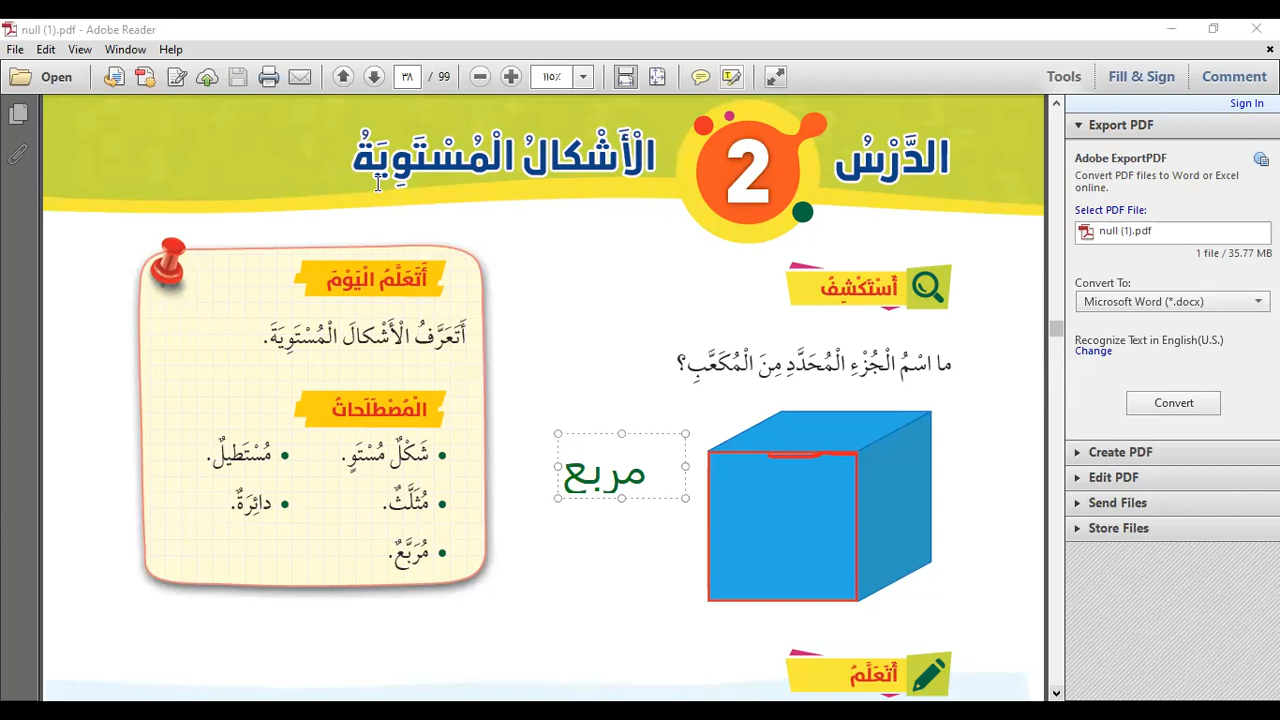 null (1).pdf - Adobe Reader
File Edit View Window Help
Open ٣٨ / 99 ١١٥٪ Tools Fill & Sign Comment
Sign In
Export PDF
Adobe ExportPDF
Convert PDF files to Word or Excel
online.
Select PDF File:
null (1).pdf
1 file / 35.77 MB
Convert To:
Microsoft Word (*.docx)
Recognize Text in English(U.S.)
Change
Convert
Create PDF
Edit PDF
Send Files
Store Files
الدَّرْسُ 2 الْأَشْكالُ الْمُسْتَوِيَةُ
أَسْتَكْشِفُ
ما اسْمُ الْجُزْءِ الْمُحَدَّدِ مِنَ الْمُكَعَّبِ؟
مربع
أَتَعَلَّمُ الْيَوْمَ
أَتَعَرَّفُ الْأَشْكالَ الْمُسْتَوِيَةَ.
الْمُصْطَلَحاتُ
• شَكْلٌ مُسْتَوٍ. • مُسْتَطيلٌ.
• مُثَلَّثٌ. • دائِرَةٌ.
• مُرَبَّعٌ.
أَتَعَلَّمُ